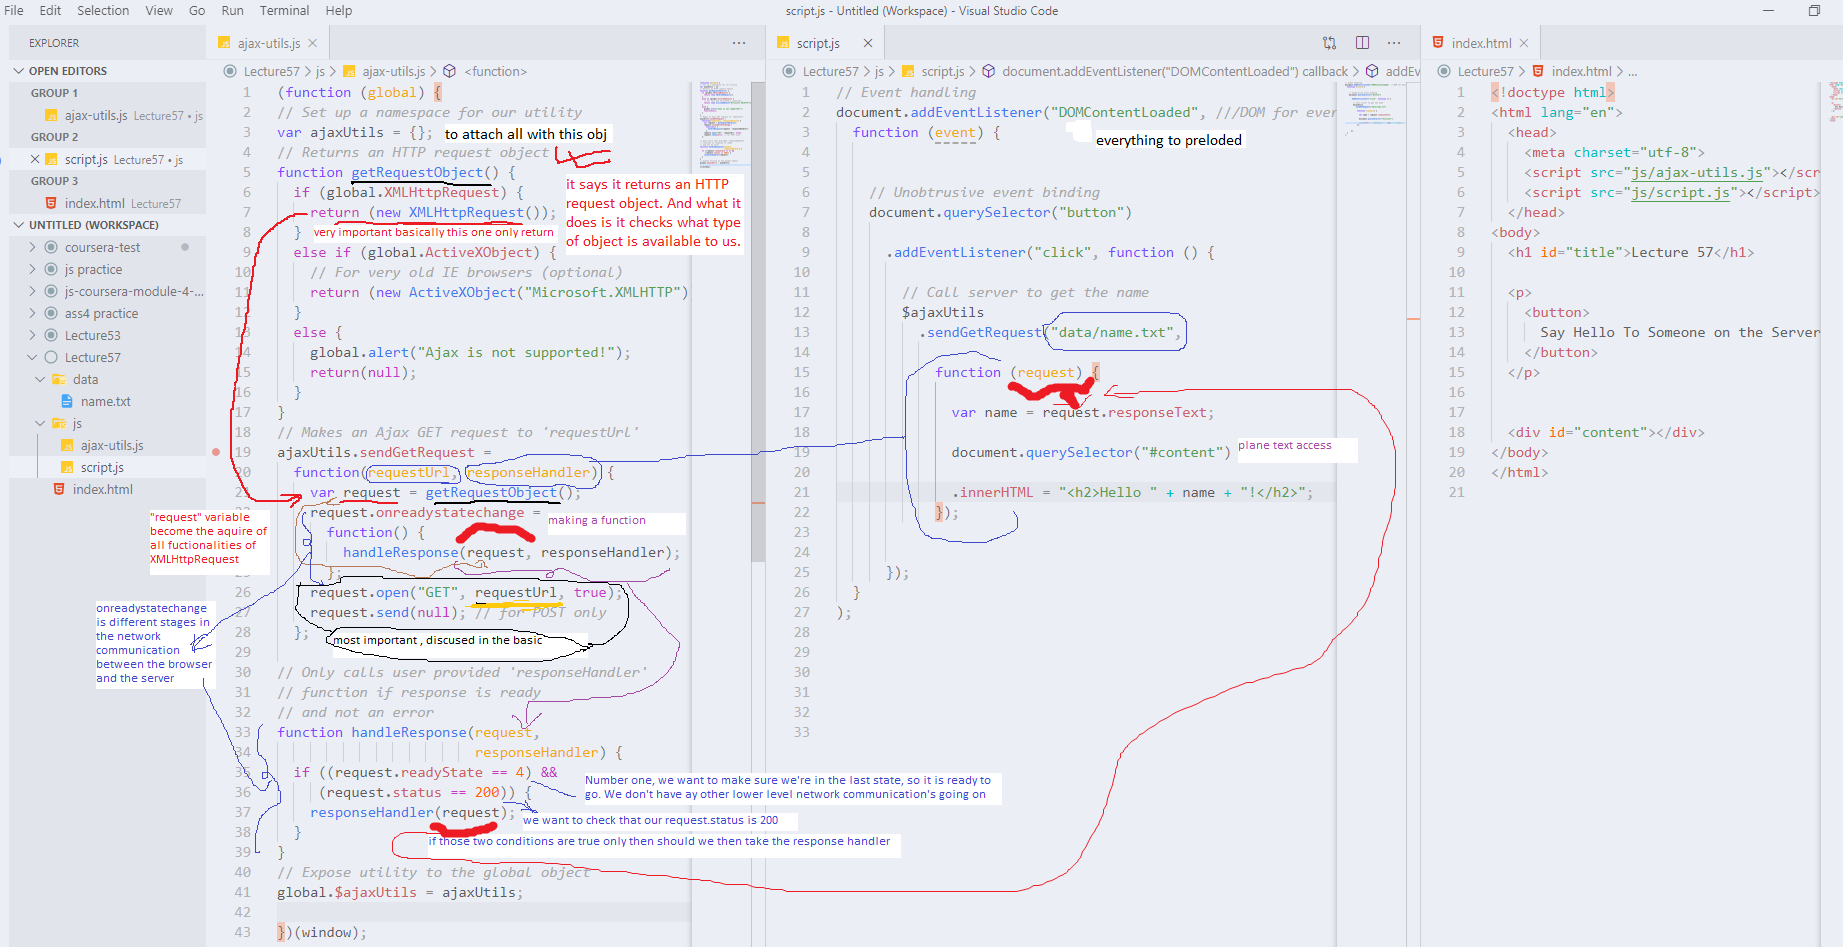 File Edit Selection View Go Run Terminal Help
script.js - Untitled (Workspace) - Visual Studio Code
EXPLORER
OPEN EDITORS
GROUP 1
ajax-utils.js Lecture57 • js
GROUP 2
script.js Lecture57 • js
GROUP 3
index.html Lecture57
UNTITLED (WORKSPACE)
coursera-test
js practice
js-coursera-module-4-...
ass4 practice
Lecture53
Lecture57
data
name.txt
js
ajax-utils.js
script.js
index.html
ajax-utils.js
Lecture57 > js > ajax-utils.js > <function>
1 (function (global) {
2 // Set up a namespace for our utility
3 var ajaxUtils = {}; to attach all with this obj
4 // Returns an HTTP request object
5 function getRequestObject() {
6 if (global.XMLHttpRequest) {
7 return (new XMLHttpRequest());
8 } very important basically this one only return
9 else if (global.ActiveXObject) {
10 // For very old IE browsers (optional)
11 return (new ActiveXObject("Microsoft.XMLHTTP")
12 }
13 else {
14 global.alert("Ajax is not supported!");
15 return(null);
16 }
17 }
18 // Makes an Ajax GET request to 'requestUrl'
19 ajaxUtils.sendGetRequest =
20 function(requestUrl, responseHandler) {
21 var request = getRequestObject();
22 request.onreadystatechange =
23 function() {
24 handleResponse(request, responseHandler);
25 };
26 request.open("GET", requestUrl, true);
27 request.send(null); // for POST only
28 };
29
30 // Only calls user provided 'responseHandler'
31 // function if response is ready
32 // and not an error
33 function handleResponse(request,
34 responseHandler) {
35 if ((request.readyState == 4) &&
36 (request.status == 200)) {
37 responseHandler(request);
38 }
39 }
40 // Expose utility to the global object
41 global.$ajaxUtils = ajaxUtils;
42
43 })(window);
it says it returns an HTTP
request object. And what it
does is it checks what type
of object is available to us.
making a function
"request" variable
become the aquire of
all fuctionalities of
XMLHttpRequest
onreadystatechange
is different stages in
the network
communication
between the browser
and the server
most important , discused in the basic
Number one, we want to make sure we're in the last state, so it is ready to
go. We don't have ay other lower level network communication's going on
we want to check that our request.status is 200
if those two conditions are true only then should we then take the response handler
script.js
Lecture57 > js > script.js > document.addEventListener("DOMContentLoaded") callback > addEv
1 // Event handling
2 document.addEventListener("DOMContentLoaded", ///DOM for ever
3 function (event) {
everything to preloded
4
5
6 // Unobtrusive event binding
7 document.querySelector("button")
8
9 .addEventListener("click", function () {
10
11 // Call server to get the name
12 $ajaxUtils
13 .sendGetRequest("data/name.txt",
14
15 function (request) {
16
17 var name = request.responseText;
18
19 document.querySelector("#content") plane text access
20
21 .innerHTML = "<h2>Hello " + name + "!</h2>";
22 });
23
24
25 });
26 }
27 );
28
29
30
31
32
33
index.html
Lecture57 > index.html > ...
1 <!doctype html>
2 <html lang="en">
3 <head>
4 <meta charset="utf-8">
5 <script src="js/ajax-utils.js"></scr
6 <script src="js/script.js"></script>
7 </head>
8 <body>
9 <h1 id="title">Lecture 57</h1>
10
11 <p>
12 <button>
13 Say Hello To Someone on the Server
14 </button>
15 </p>
16
17
18 <div id="content"></div>
19 </body>
20 </html>
21